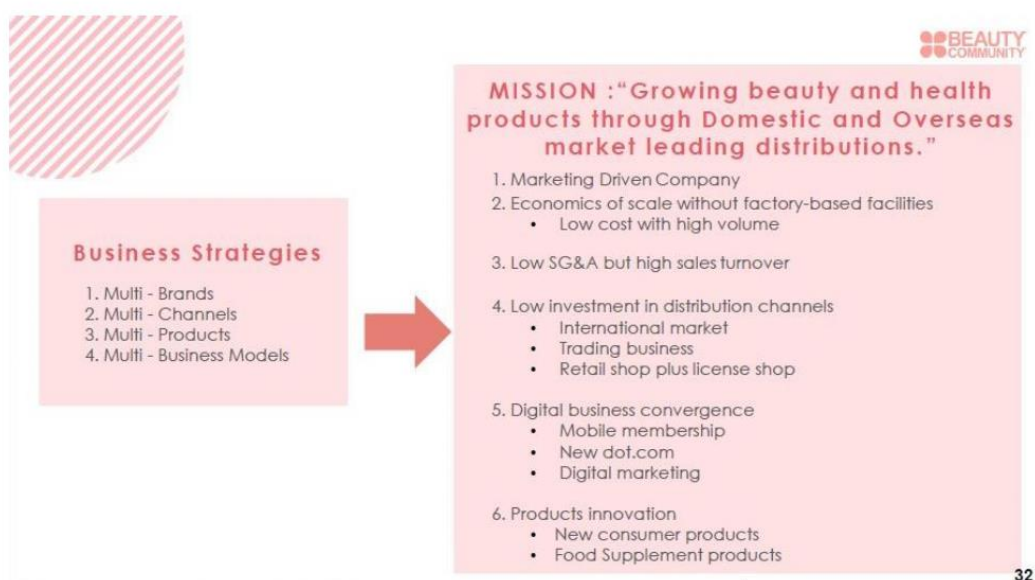 BEAUTY
COMMUNITY
MISSION :“Growing beauty and health
products through Domestic and Overseas
market leading distributions.”
1. Marketing Driven Company
2. Economics of scale without factory-based facilities
• Low cost with high volume
3. Low SG&A but high sales turnover
4. Low investment in distribution channels
• International market
• Trading business
• Retail shop plus license shop
5. Digital business convergence
• Mobile membership
• New dot.com
• Digital marketing
6. Products innovation
• New consumer products
• Food Supplement products
Business Strategies
1. Multi - Brands
2. Multi - Channels
3. Multi - Products
4. Multi - Business Models
32